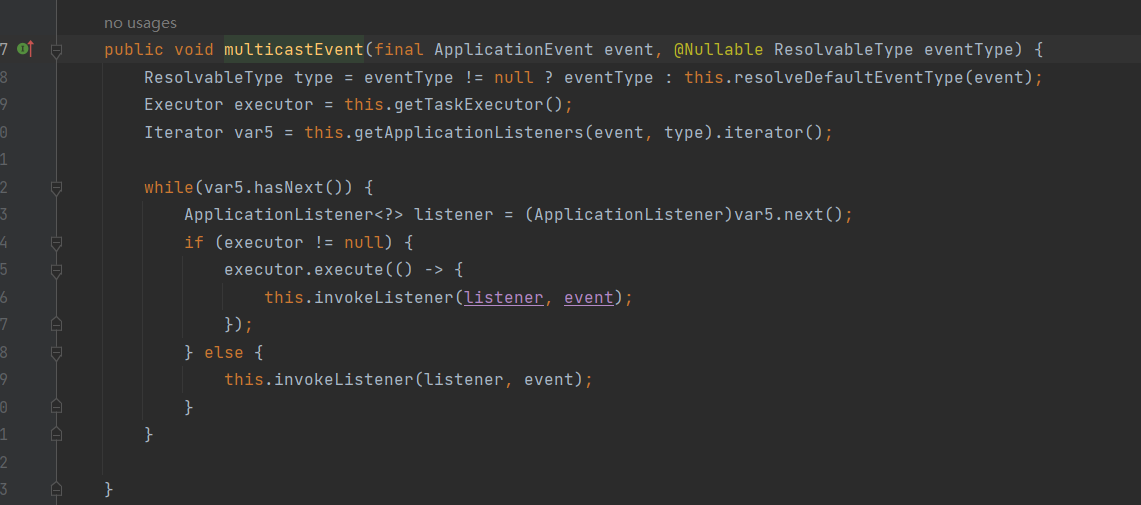 no usages
7 public void multicastEvent(final ApplicationEvent event, @Nullable ResolvableType eventType) {
8 ResolvableType type = eventType != null ? eventType : this.resolveDefaultEventType(event);
9 Executor executor = this.getTaskExecutor();
0 Iterator var5 = this.getApplicationListeners(event, type).iterator();
1
2 while(var5.hasNext()) {
3 ApplicationListener<?> listener = (ApplicationListener)var5.next();
4 if (executor != null) {
5 executor.execute(() -> {
6 this.invokeListener(listener, event);
7 });
8 } else {
9 this.invokeListener(listener, event);
0 }
1 }
2
3 }